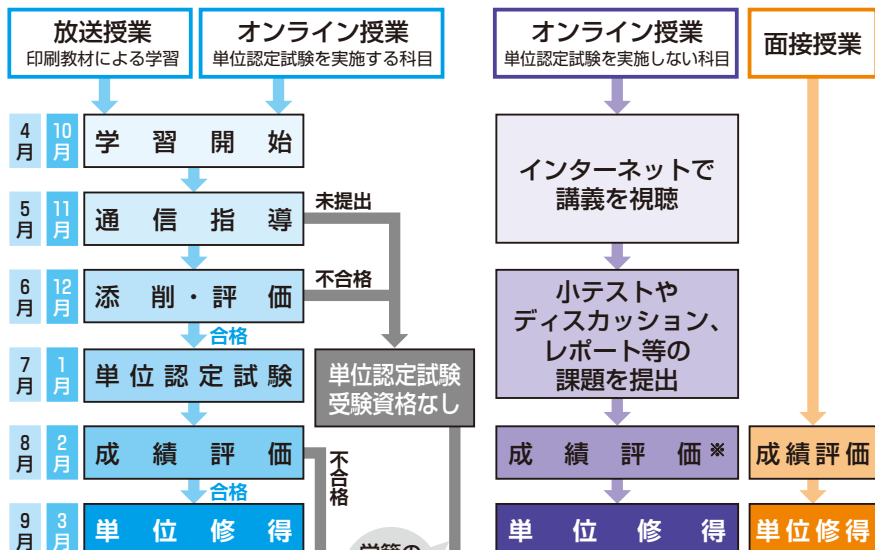 放送授業
印刷教材による学習
オンライン授業
単位認定試験を実施する科目
オンライン授業
単位認定試験を実施しない科目
面接授業
4月
10月
学習開始
インターネットで
講義を視聴
5月
11月
通信指導
未提出
6月
12月
添削・評価
不合格
合格
小テストや
ディスカッション、
レポート等の
課題を提出
7月
1月
単位認定試験
単位認定試験
受験資格なし
8月
2月
成績評価
不合格
合格
成績評価※
成績評価
9月
3月
単位修得
単位修得
単位修得